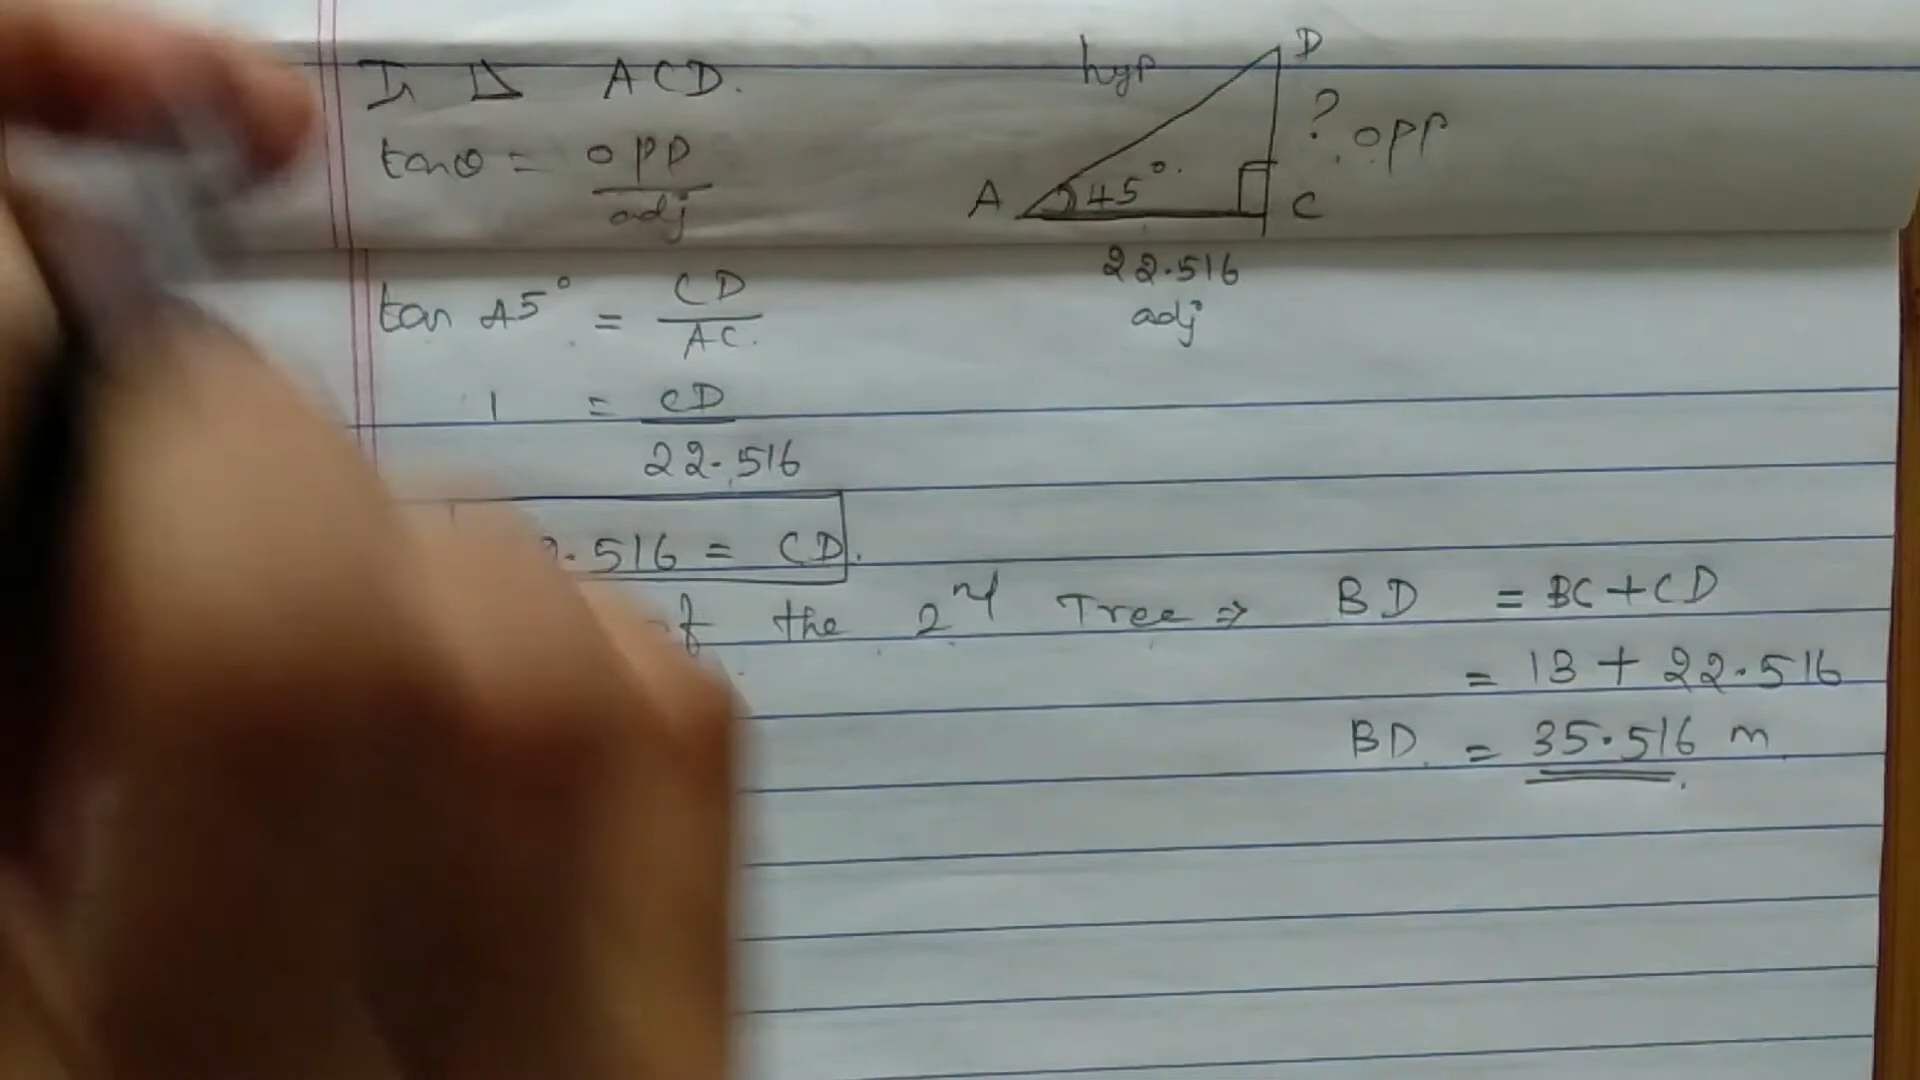 In △ ACD.
tanθ = opp
adj
tan 45° = CD
AC.
1 = CD
22.516
.516 = CD.
of the 2nd Tree ⇒ BD = BC+CD
= 13 + 22.516
BD. = 35.516 m
hyp
D
? opp
A 45° C
22.516
adj